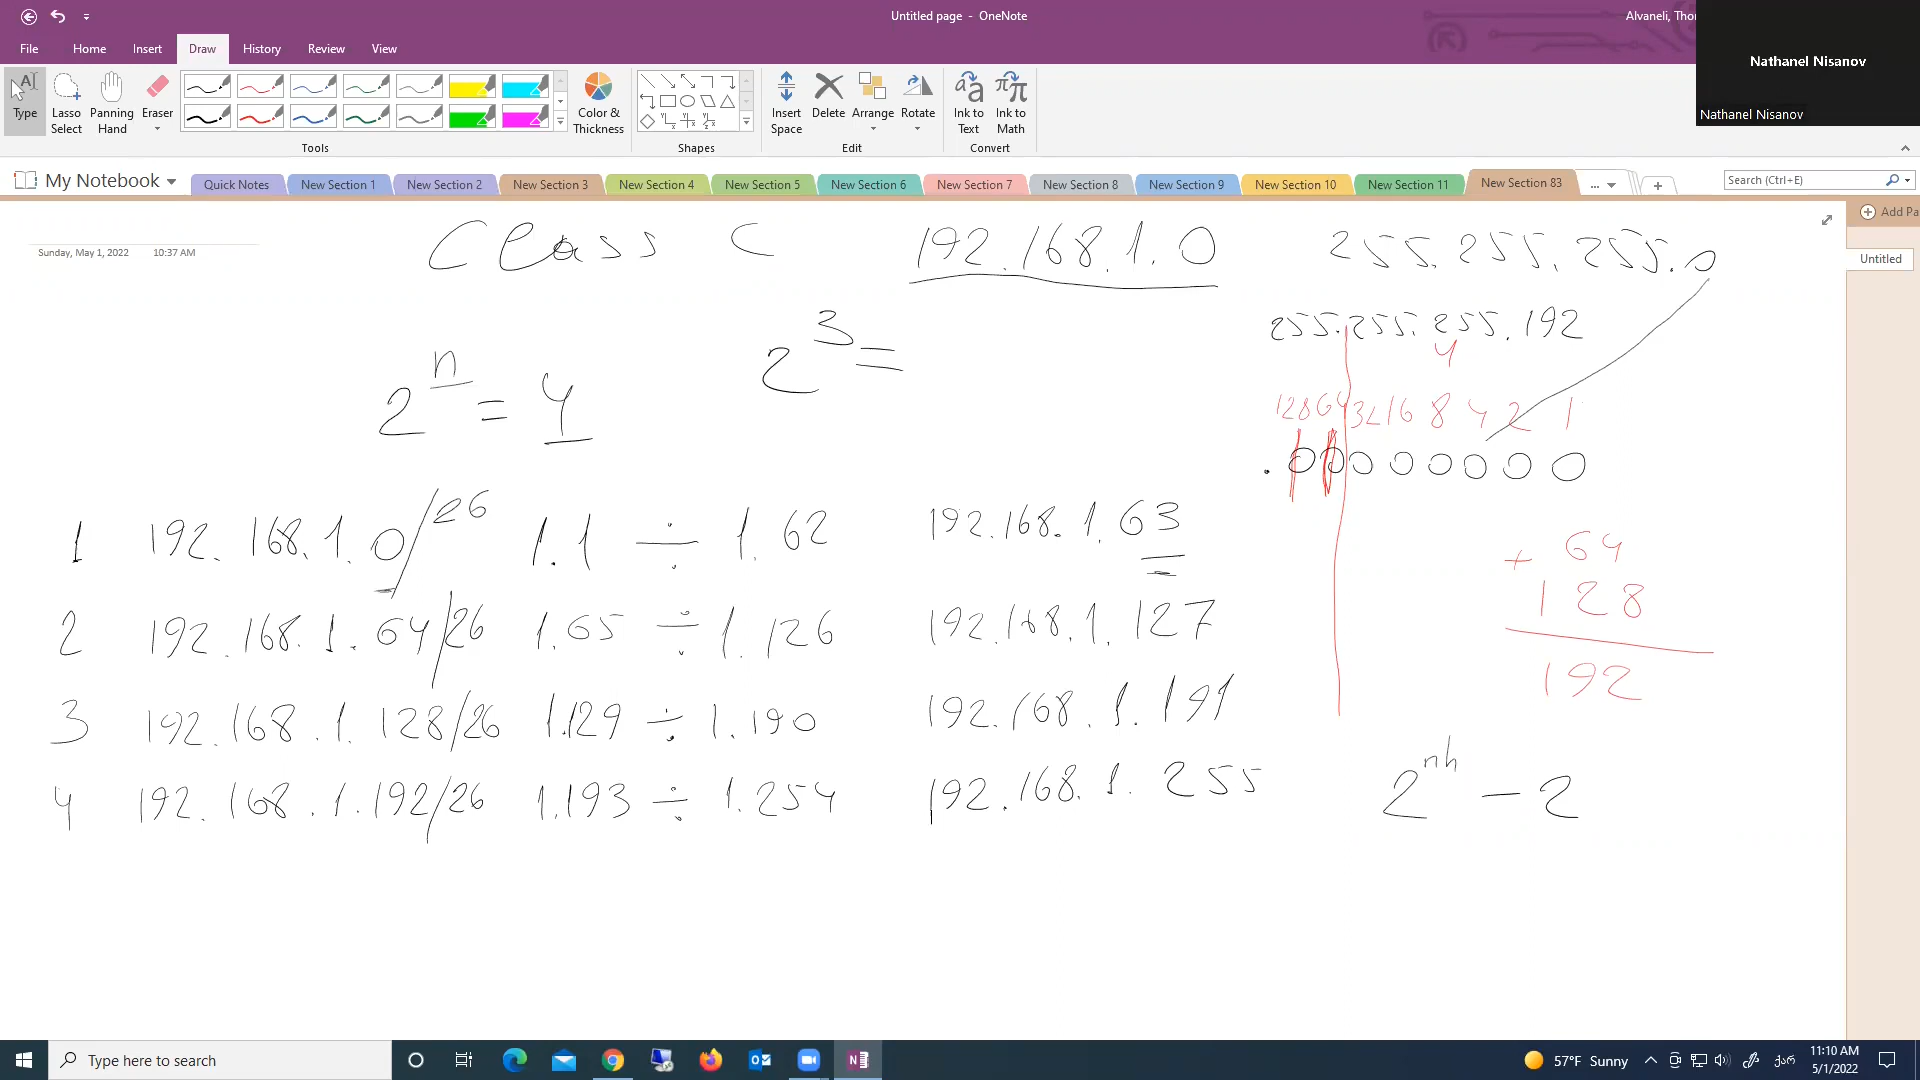 Untitled page - OneNote
Alvaneli, Thor
Nathanel Nisanov
Nathanel Nisanov
File Home Insert Draw History Review View
Type Lasso Select Panning Hand Eraser Color & Thickness Insert Space Delete Arrange Rotate Ink to Text Ink to Math
Tools Shapes Edit Convert
My Notebook Quick Notes New Section 1 New Section 2 New Section 3 New Section 4 New Section 5 New Section 6 New Section 7 New Section 8 New Section 9 New Section 10 New Section 11 New Section 83 ... Search (Ctrl+E)
Add Pa
Untitled
Sunday, May 1, 2022 10:37 AM
Class C 192.168.1.0 255.255.255.0
255.255.255.192
4
2^n = 4 2^3 =
128 64 32 16 8 4 2 1
.00000000
1 192.168.1.0/26 1.1 ÷ 1.62 192.168.1.63
+ 64
128
192
2 192.168.1.64/26 1.65 ÷ 1.126 192.168.1.127
3 192.168.1.128/26 1.129 ÷ 1.190 192.168.1.191
4 192.168.1.192/26 1.193 ÷ 1.254 192.168.1.255
2^nh - 2
Type here to search
57°F Sunny
ქარ
11:10 AM
5/1/2022